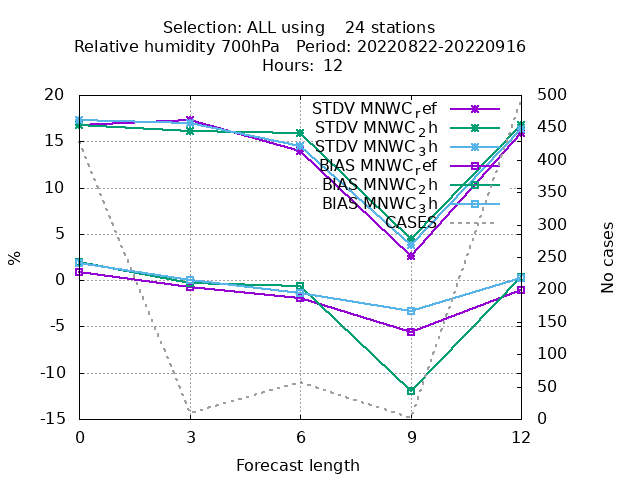 Selection: ALL using    24 stations
Relative humidity 700hPa   Period: 20220822-20220916
Hours: 12
20
15
10
5
0
-5
-10
-15
%
500
450
400
350
300
250
200
150
100
50
0
No cases
STDV MNWC_ref
STDV MNWC_2h
STDV MNWC_3h
BIAS MNWC_ref
BIAS MNWC_2h
BIAS MNWC_3h
CASES
0 3 6 9 12
Forecast length